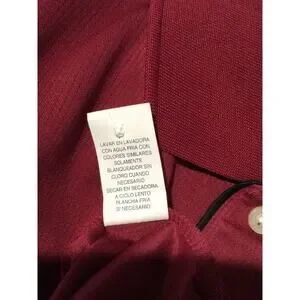 LAVAR EN LAVADORA
CON AGUA FRIA CON
COLORES SIMILARES
SOLAMENTE
BLANQUEADOR SIN
CLORO CUANDO
NECESARIO
SECAR EN SECADORA
A CICLO LENTO
PLANCHA FRIA
SI NECESARIO